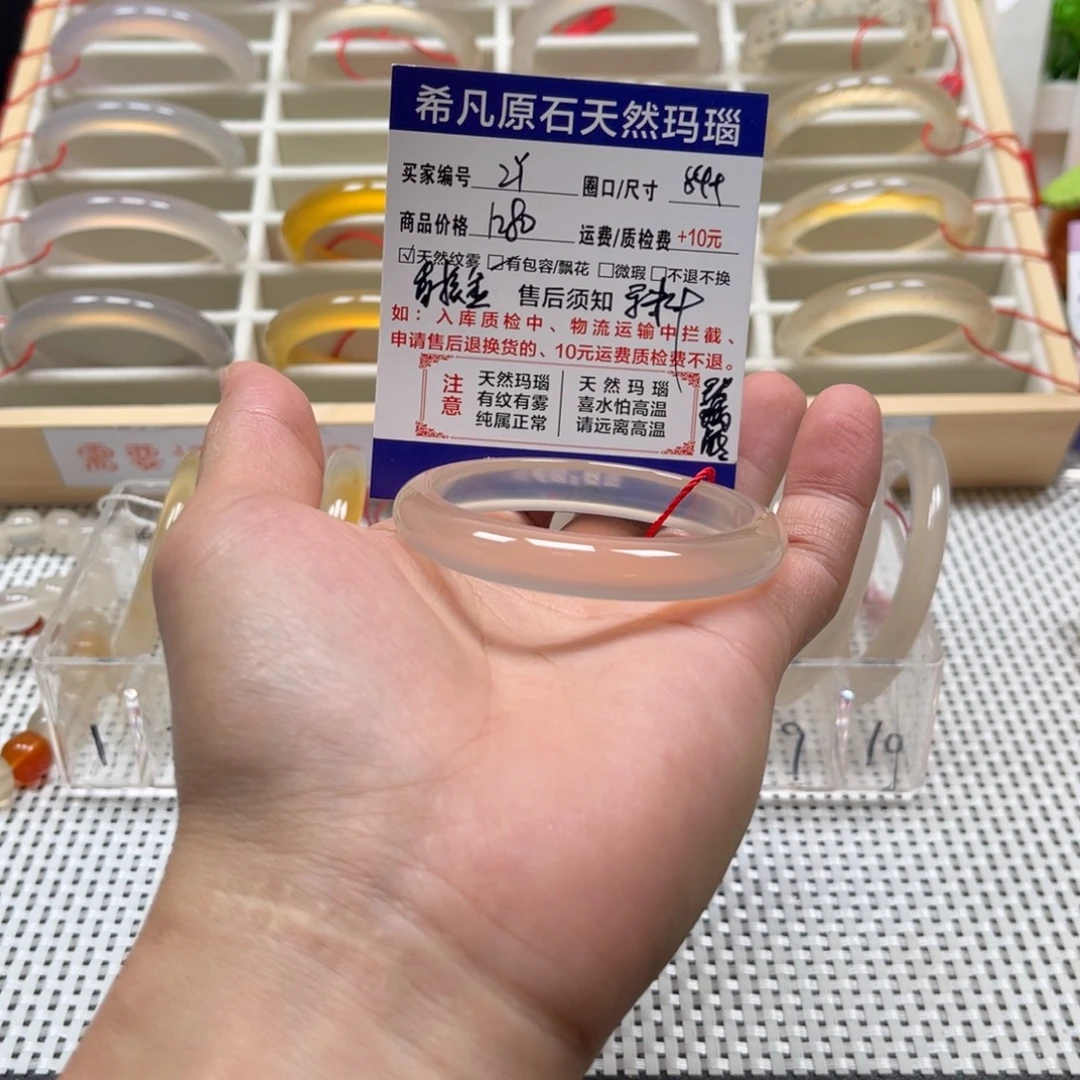 希凡原石天然玛瑙
买家编号 圈口/尺寸
商品价格 1280 运费/质检费 +10元
☑天然纹雾 ☑有包容/飘花 □微瑕 □不退不换
售后须知
如：入库质检中、物流运输中拦截、
申请售后退换货的、10元运费质检费不退。
注意
天然玛瑙
有纹有雾
纯属正常
天然玛瑙
喜水怕高温
请远离高温
需要
1
9
10